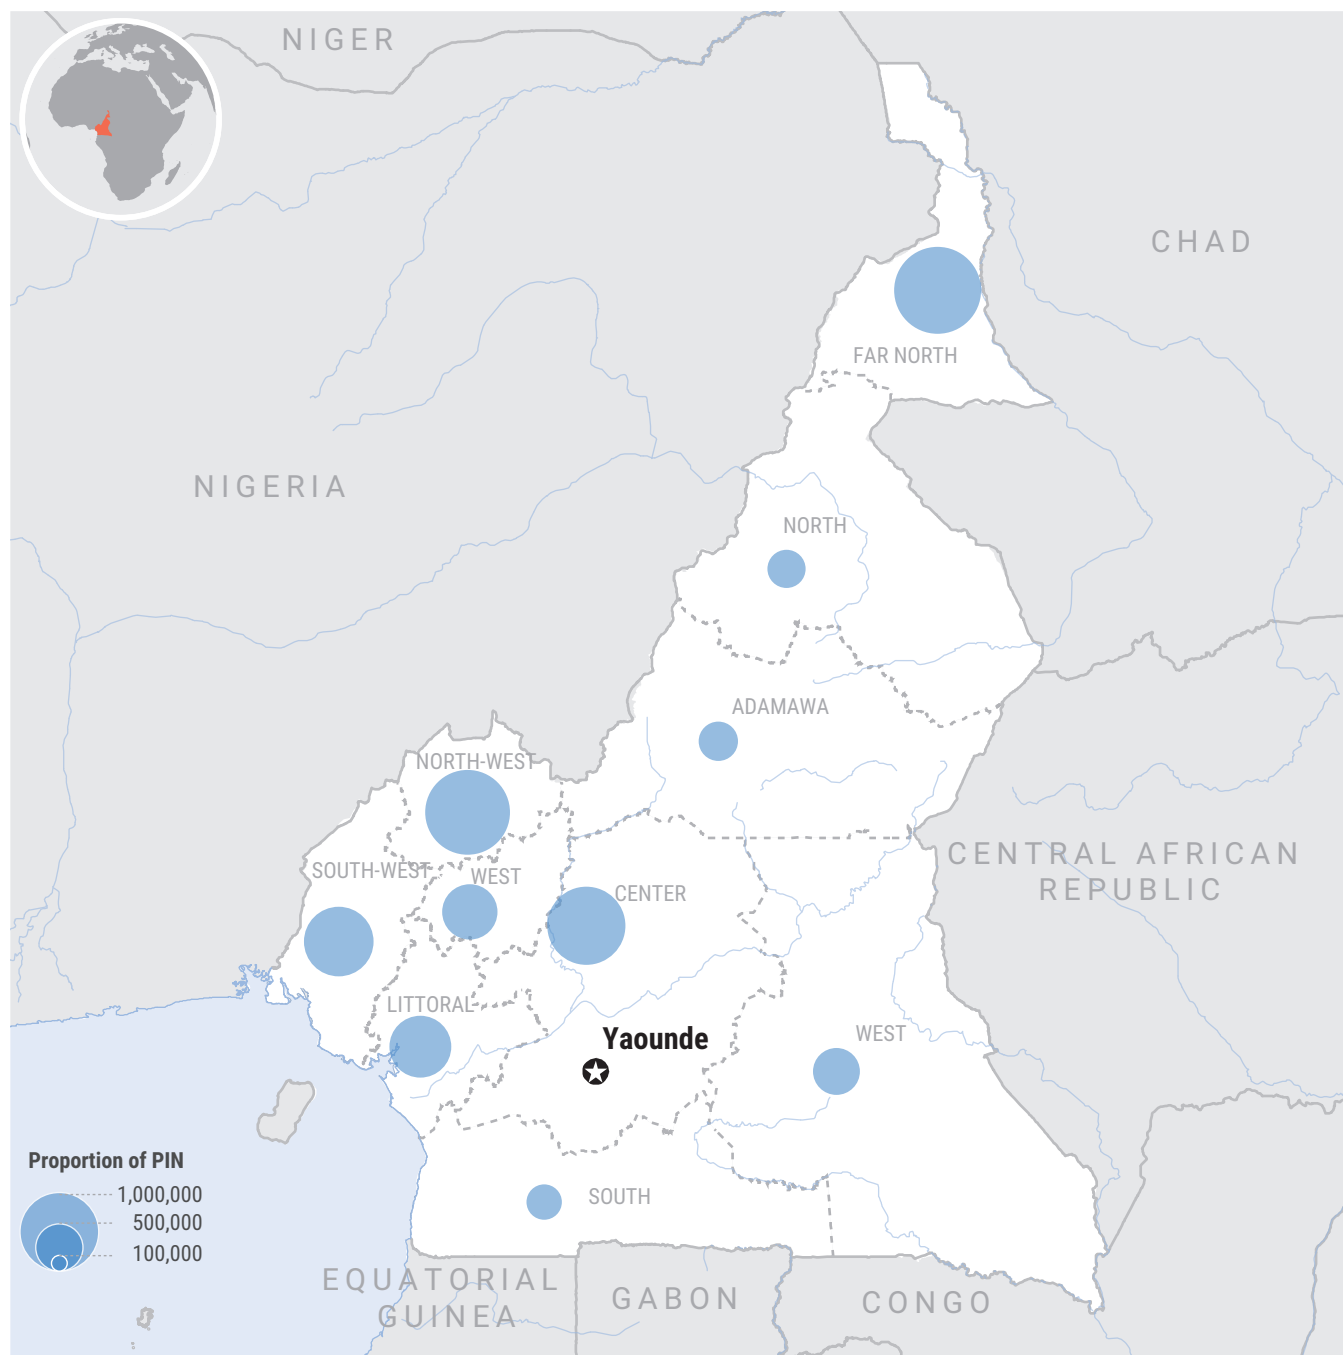 NIGER
CHAD
FAR NORTH
NIGERIA
NORTH
ADAMAWA
NORTH-WEST
CENTRAL AFRICAN
REPUBLIC
SOUTH-WEST
WEST
CENTER
LITTORAL
Yaounde
WEST
Proportion of PIN
1,000,000
500,000
100,000
SOUTH
EQUATORIAL
GUINEA
GABON
CONGO